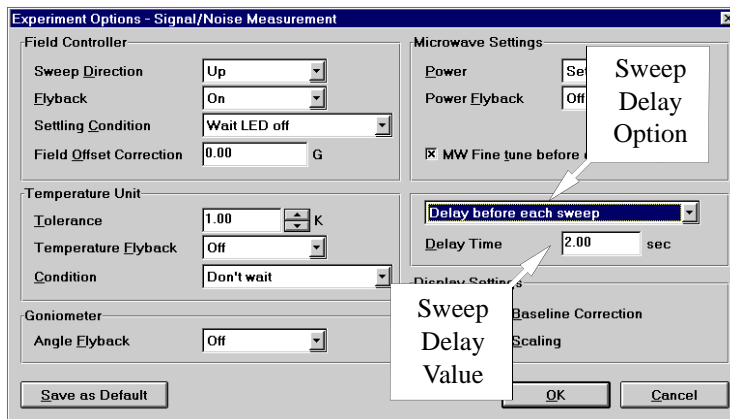 Experiment Options - Signal/Noise Measurement
Field Controller
Sweep Direction Up
Flyback On
Settling Condition Wait LED off
Field Offset Correction 0.00 G
Temperature Unit
Tolerance 1.00 K
Temperature Flyback Off
Condition Don't wait
Goniometer
Angle Flyback Off
Microwave Settings
Power
Power Flyback Off
MW Fine tune before
Sweep
Delay
Option
Delay before each sweep
Delay Time 2.00 sec
Display Settings
Baseline Correction
Scaling
Sweep
Delay
Value
Save as Default
OK
Cancel